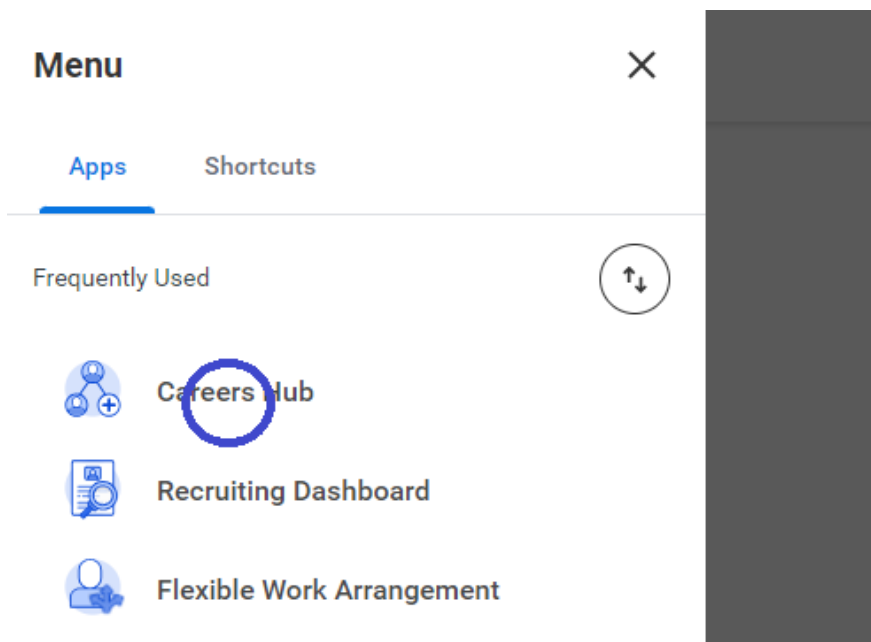 Menu
Apps Shortcuts
Frequently Used
Careers Hub
Recruiting Dashboard
Flexible Work Arrangement